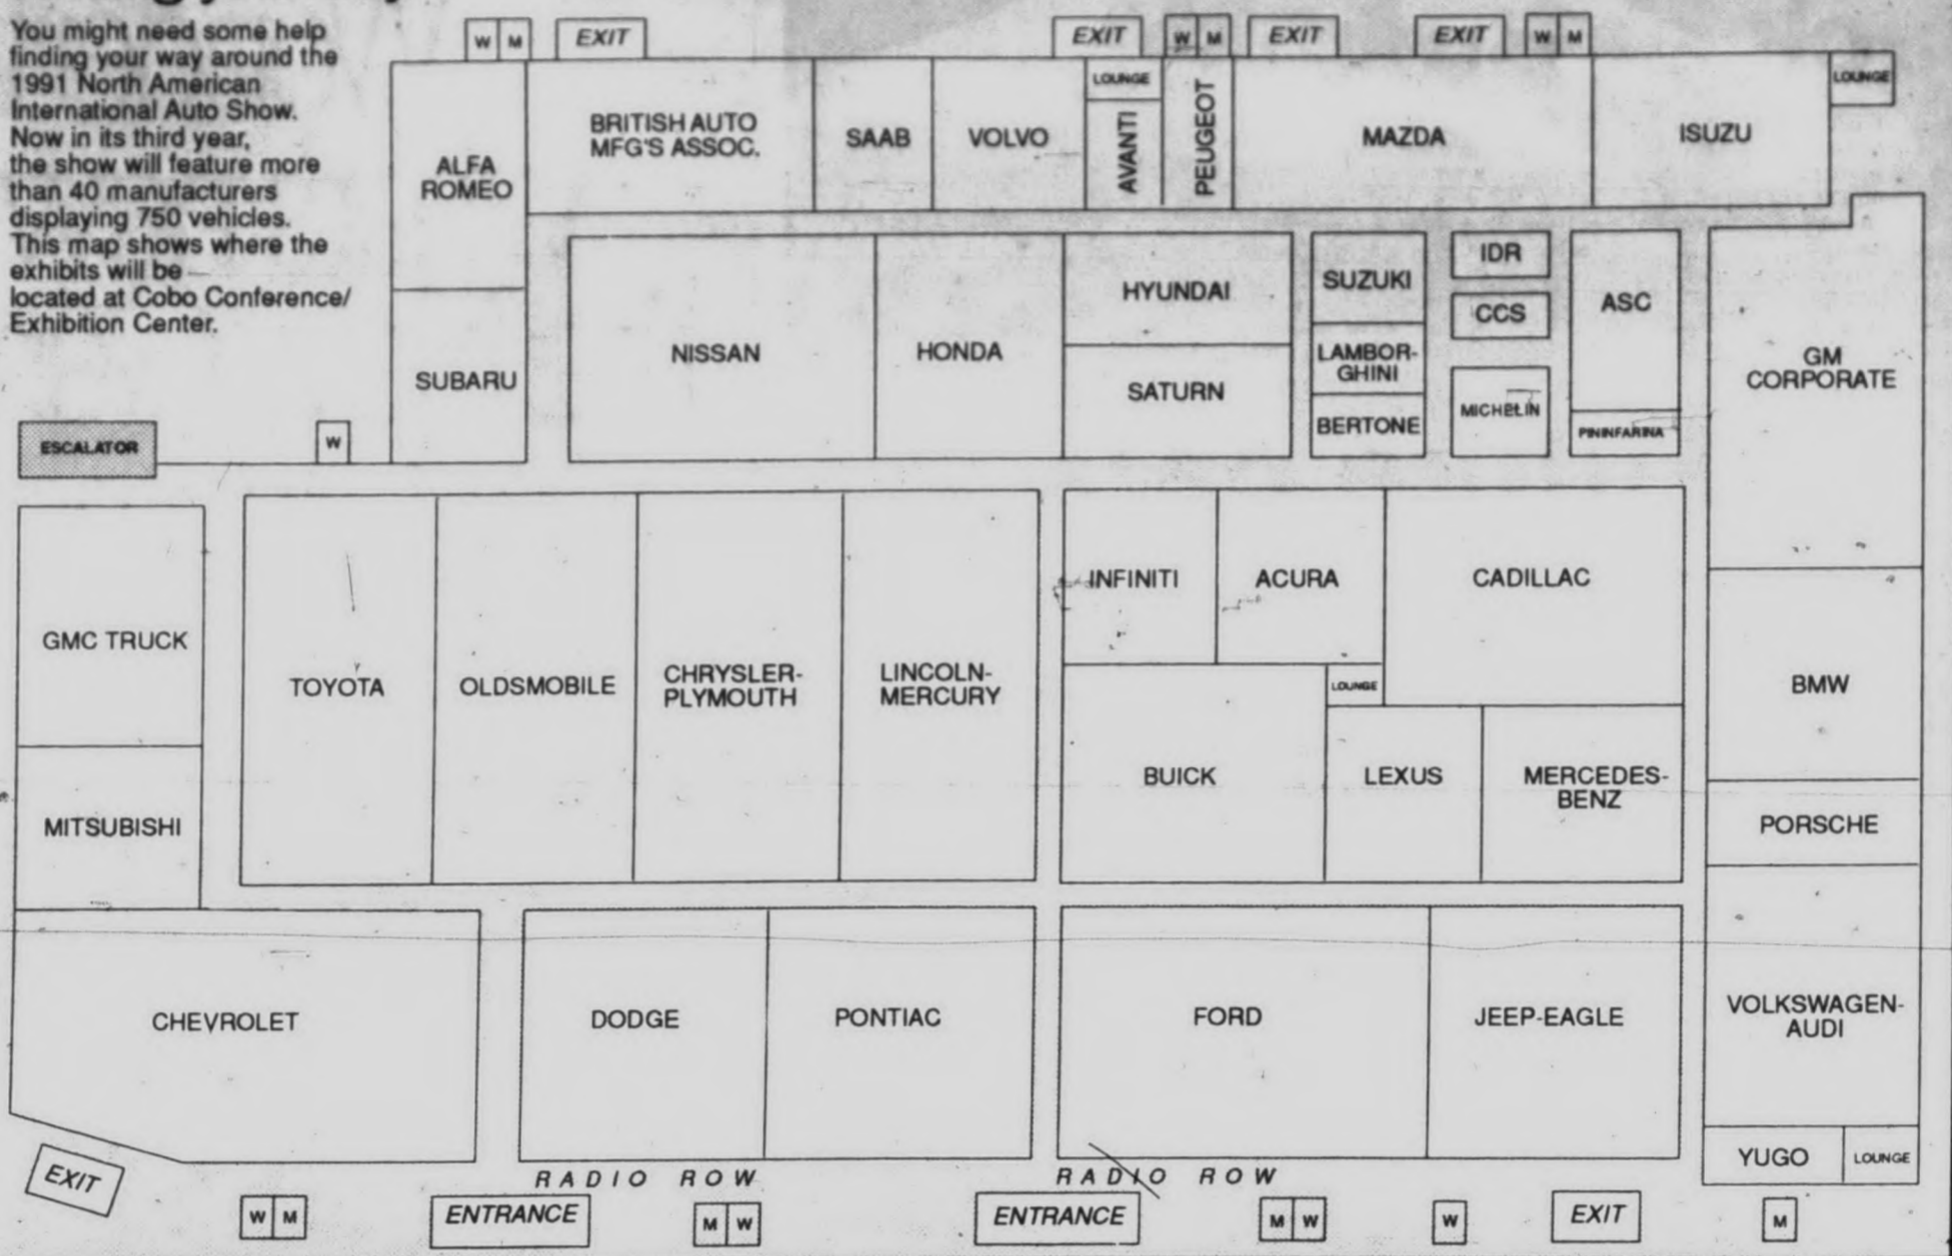 You might need some help
finding your way around the
1991 North American
International Auto Show.
Now in its third year,
the show will feature more
than 40 manufacturers
displaying 750 vehicles.
This map shows where the
exhibits will be
located at Cobo Conference/
Exhibition Center.
W M
EXIT
EXIT
W M
EXIT
EXIT
W M
ALFA
ROMEO
BRITISH AUTO
MFG'S ASSOC.
SAAB
VOLVO
LOUNGE
AVANTI
PEUGEOT
MAZDA
ISUZU
LOUNGE
SUBARU
NISSAN
HONDA
HYUNDAI
SATURN
SUZUKI
LAMBOR-
GHINI
BERTONE
IDR
CCS
MICHELIN
ASC
PININFARINA
GM
CORPORATE
ESCALATOR
W
GMC TRUCK
MITSUBISHI
TOYOTA
OLDSMOBILE
CHRYSLER-
PLYMOUTH
LINCOLN-
MERCURY
INFINITI
ACURA
CADILLAC
BUICK
LOUNGE
LEXUS
MERCEDES-
BENZ
BMW
PORSCHE
CHEVROLET
DODGE
PONTIAC
FORD
JEEP-EAGLE
VOLKSWAGEN-
AUDI
YUGO
LOUNGE
RADIO ROW
RADIO ROW
EXIT
W M
ENTRANCE
M W
ENTRANCE
M W
W
EXIT
M